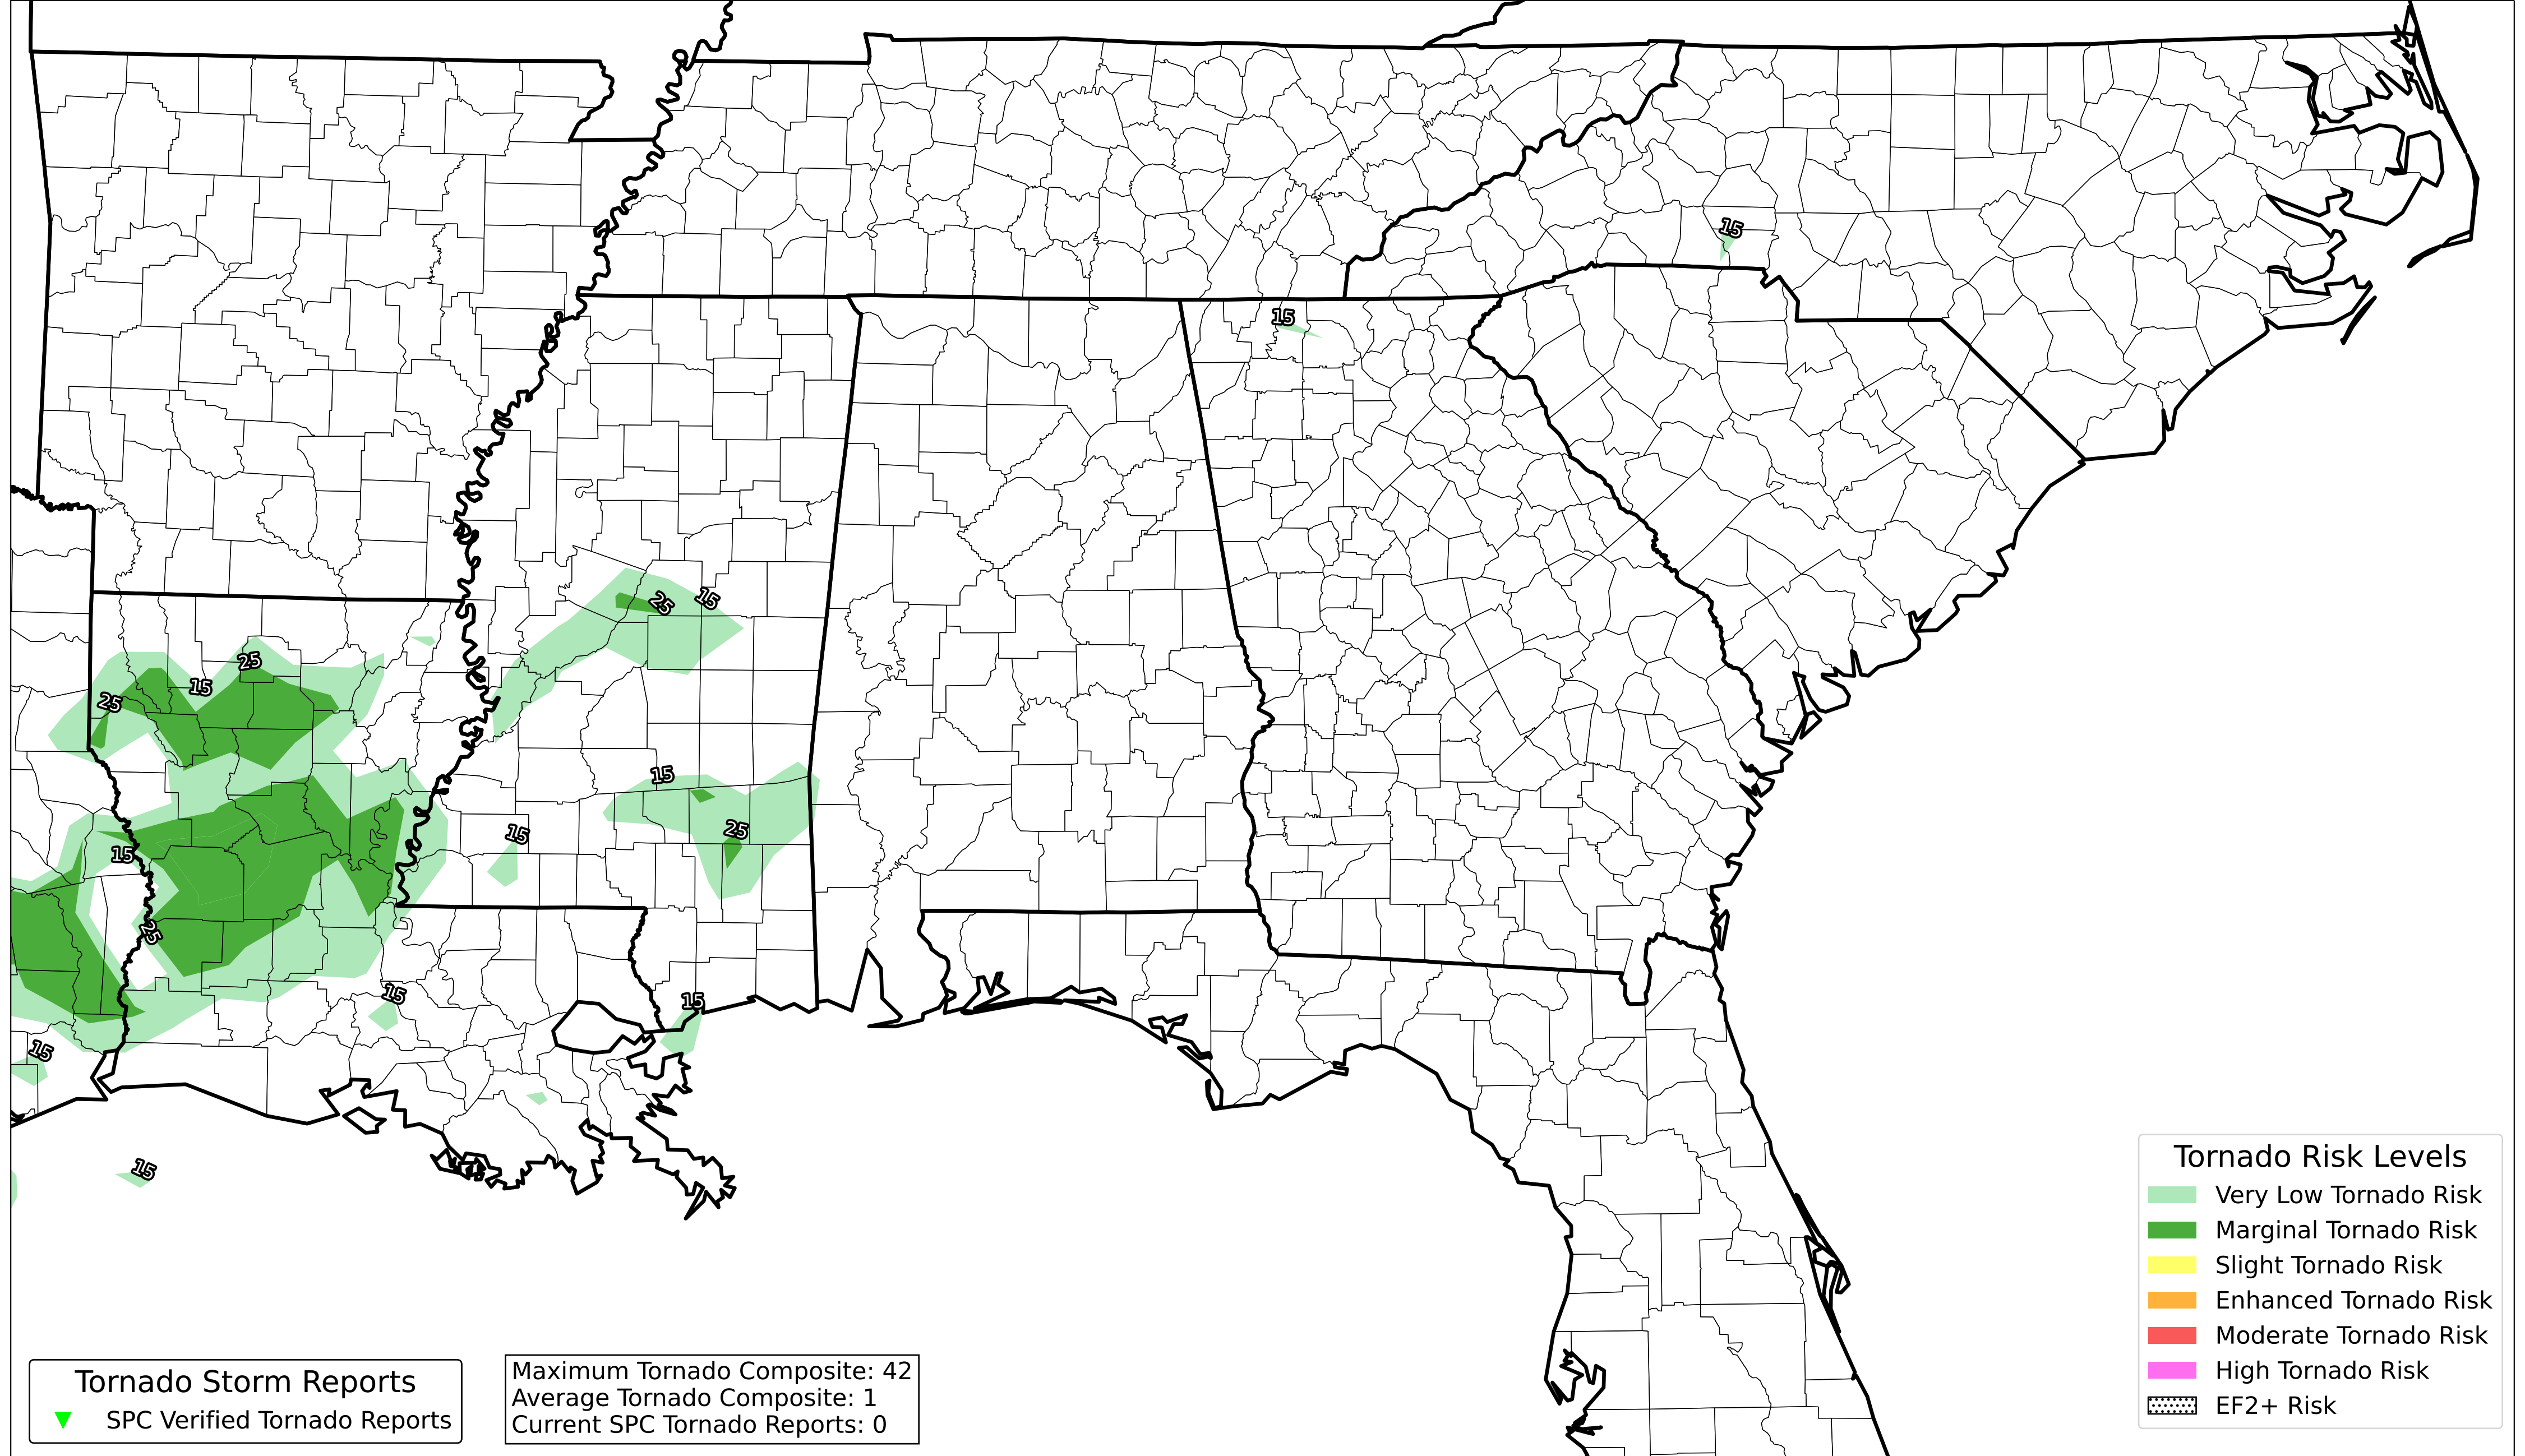 15
15
25
15
25
15
25
15
15
25
15
25
15
15
15
15
Tornado Risk Levels
Very Low Tornado Risk
Marginal Tornado Risk
Slight Tornado Risk
Enhanced Tornado Risk
Moderate Tornado Risk
High Tornado Risk
EF2+ Risk
Tornado Storm Reports
SPC Verified Tornado Reports
Maximum Tornado Composite: 42
Average Tornado Composite: 1
Current SPC Tornado Reports: 0